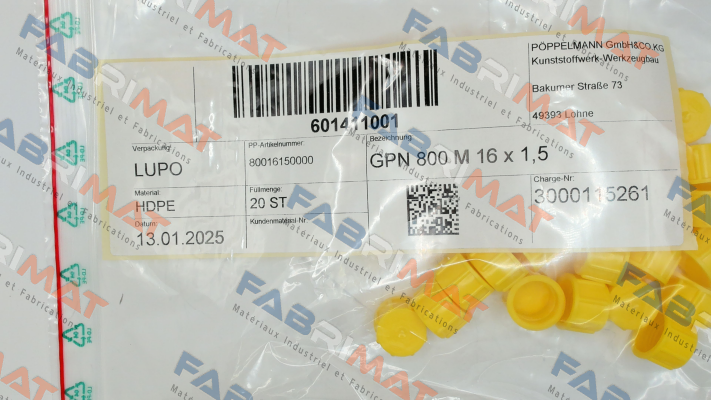 PÖPPELMANN GmbH&CO.KG
Kunststoffwerk-Werkzeugbau
Bakumer Straße 73
49393 Lohne
601411001
Verpackung
LUPO
PP-Artikelnummer:
80016150000
Bezeichnung
GPN 800 M 16 x 1,5
Material:
HDPE
Füllmenge:
20 ST
Charge-Nr:
3000115261
Datum:
13.01.2025
Kundenmaterial-Nr.
FABRIMAT
Matériaux Industriel et Fabrications